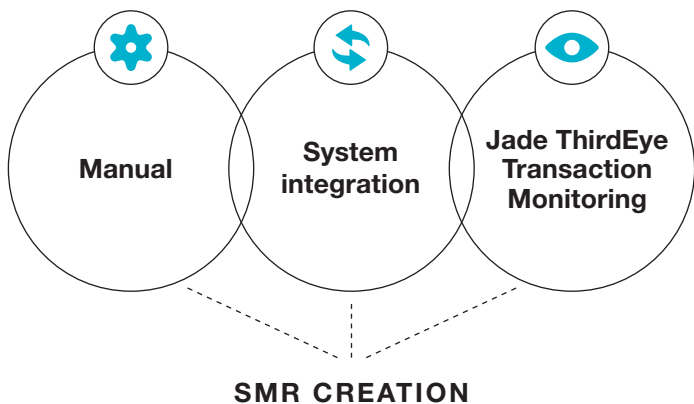 Manual
System
integration
Jade ThirdEye
Transaction
Monitoring
SMR CREATION